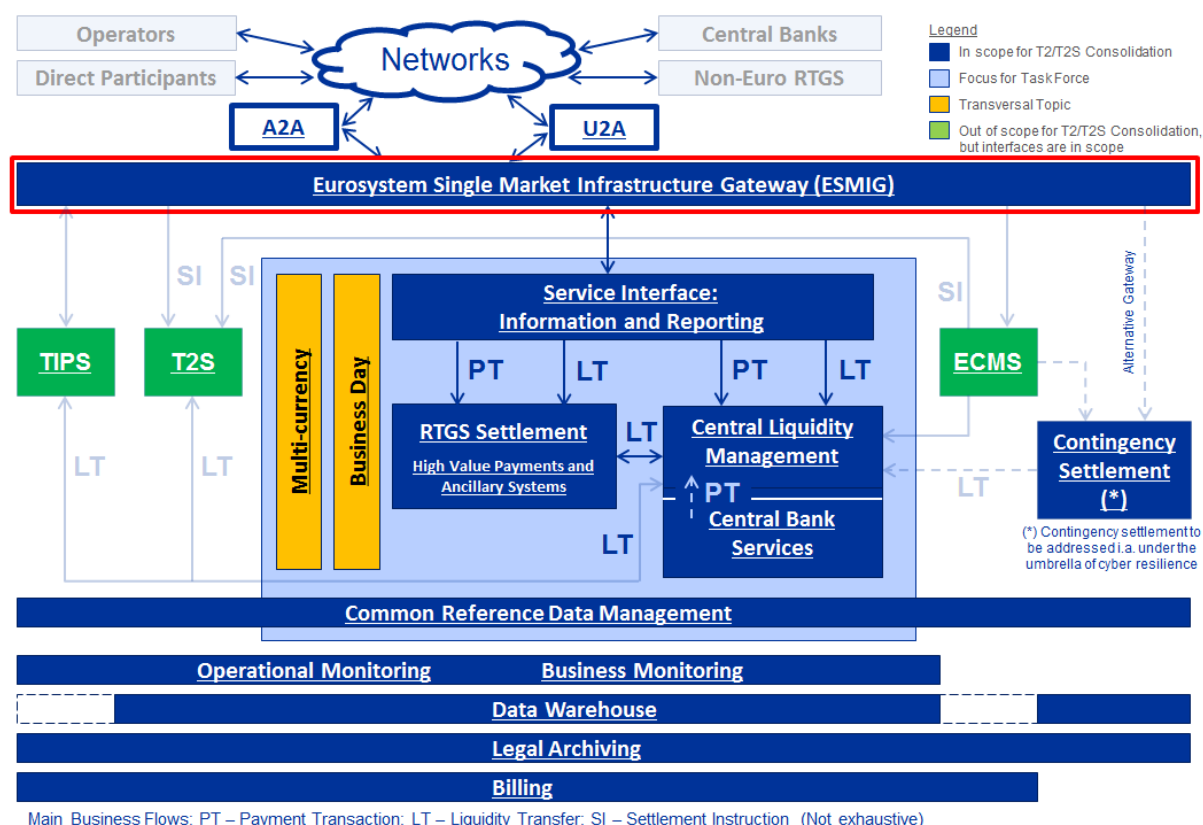 Operators
Networks
Central Banks
Direct Participants
Non-Euro RTGS
A2A
U2A
Legend
In scope for T2/T2S Consolidation
Focus for Task Force
Transversal Topic
Out of scope for T2/T2S Consolidation,
but interfaces are in scope
Eurosystem Single Market Infrastructure Gateway (ESMIG)
SI
SI
SI
Alternative Gateway
Multi-currency
Business Day
Service Interface:
Information and Reporting
TIPS
T2S
ECMS
PT
LT
PT
LT
RTGS Settlement
High Value Payments and
Ancillary Systems
LT
Central Liquidity
Management
PT
Central Bank
Services
Contingency
Settlement
(*)
LT
LT
LT
LT
(*) Contingency settlement to
be addressed i.a. under the
umbrella of cyber resilience
Common Reference Data Management
Operational Monitoring
Business Monitoring
Data Warehouse
Legal Archiving
Billing
Main Business Flows: PT – Payment Transaction; LT – Liquidity Transfer; SI – Settlement Instruction (Not exhaustive)